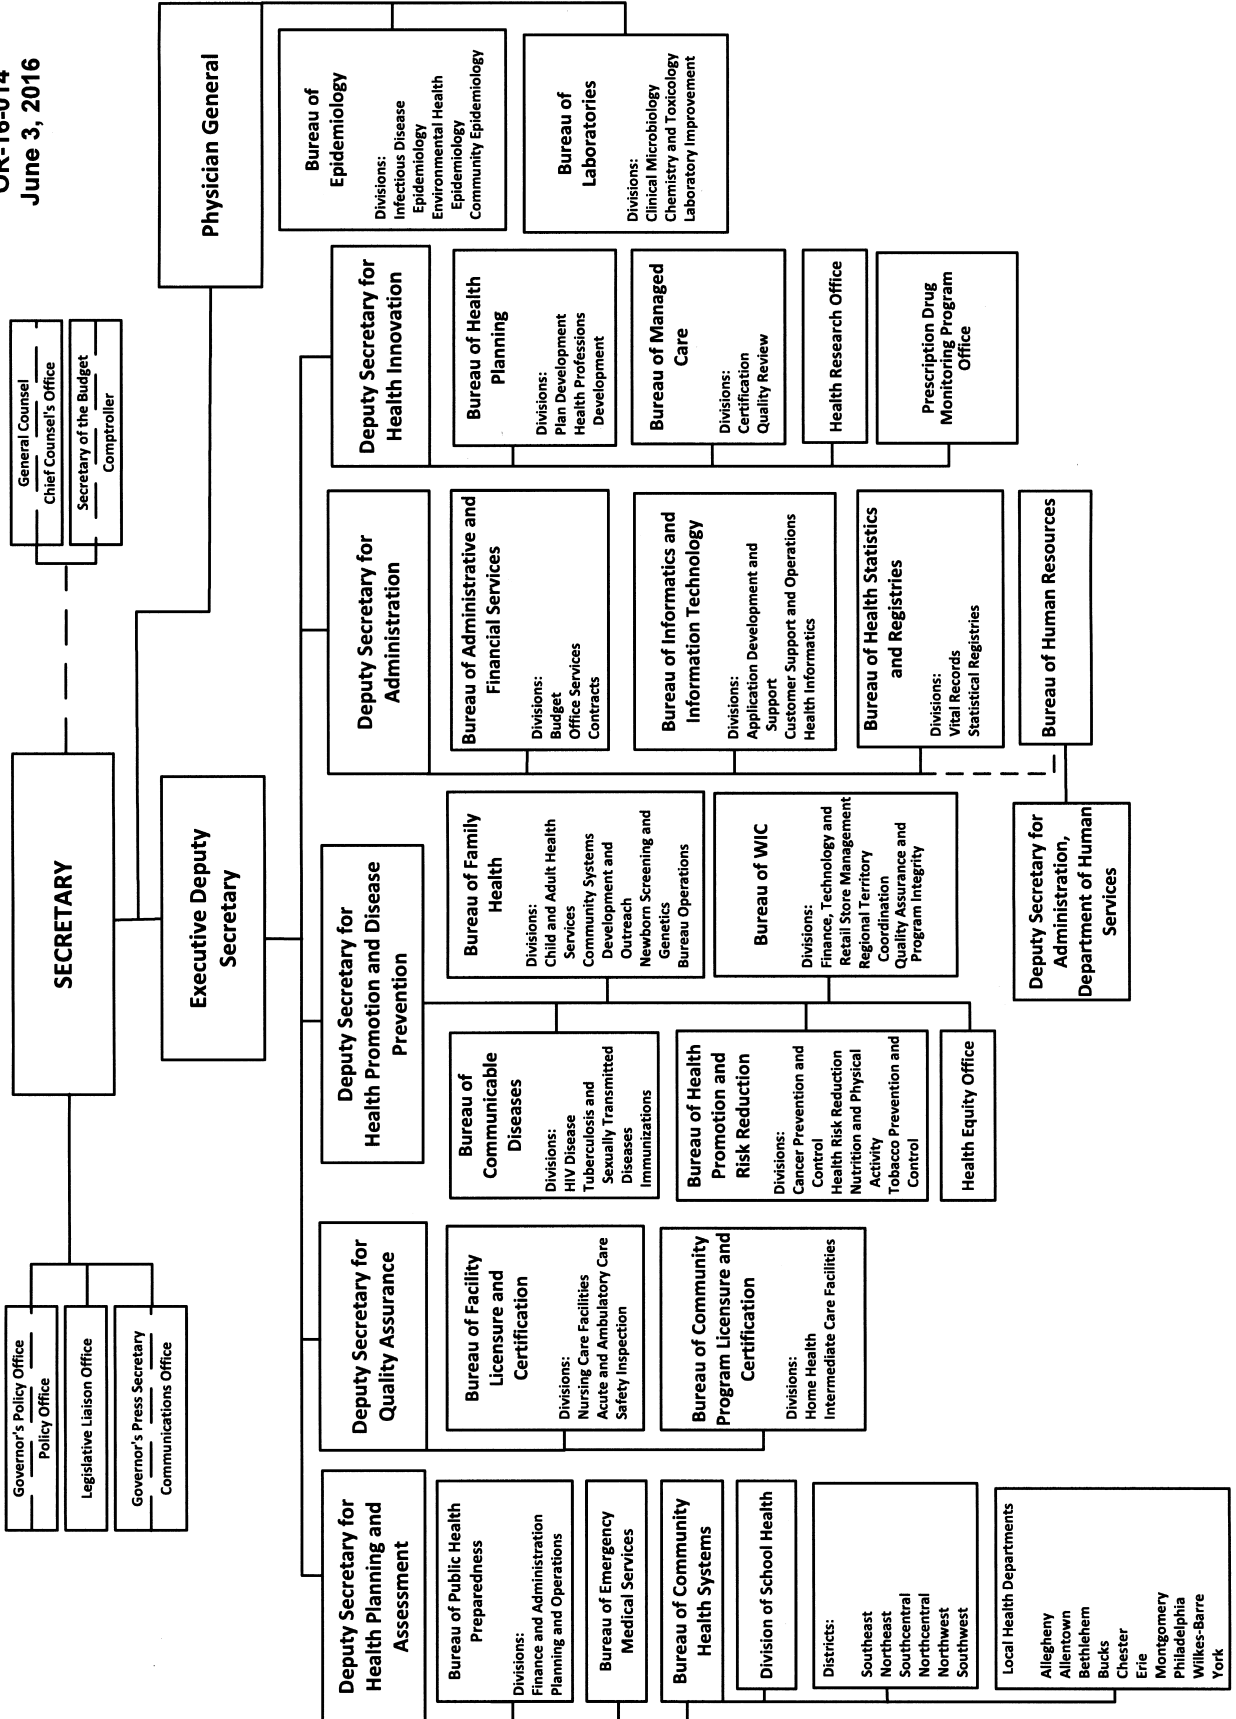 OR-16-014
June 3, 2016
General Counsel
Chief Counsel's Office
Secretary of the Budget
Comptroller
SECRETARY
Governor's Policy Office
Policy Office
Legislative Liaison Office
Governor's Press Secretary
Communications Office
Executive Deputy
Secretary
Physician General
Bureau of
Epidemiology
Divisions:
Infectious Disease
Epidemiology
Environmental Health
Epidemiology
Community Epidemiology
Bureau of
Laboratories
Divisions:
Clinical Microbiology
Chemistry and Toxicology
Laboratory Improvement
Deputy Secretary for
Health Planning and
Assessment
Bureau of Public Health
Preparedness
Divisions:
Finance and Administration
Planning and Operations
Bureau of Emergency
Medical Services
Bureau of Community
Health Systems
Division of School Health
Districts:
Southeast
Northeast
Southcentral
Northcentral
Northwest
Southwest
Local Health Departments
Allegheny
Allentown
Bethlehem
Bucks
Chester
Erie
Montgomery
Philadelphia
Wilkes-Barre
York
Deputy Secretary for
Quality Assurance
Bureau of Facility
Licensure and
Certification
Divisions:
Nursing Care Facilities
Acute and Ambulatory Care
Safety Inspection
Bureau of Community
Program Licensure and
Certification
Divisions:
Home Health
Intermediate Care Facilities
Deputy Secretary for
Health Promotion and Disease
Prevention
Bureau of
Communicable
Diseases
Divisions:
HIV Disease
Tuberculosis and
Sexually Transmitted
Diseases
Immunizations
Bureau of Health
Promotion and
Risk Reduction
Divisions:
Cancer Prevention and
Control
Health Risk Reduction
Nutrition and Physical
Activity
Tobacco Prevention and
Control
Health Equity Office
Bureau of Family
Health
Divisions:
Child and Adult Health
Services
Community Systems
Development and
Outreach
Newborn Screening and
Genetics
Bureau Operations
Bureau of WIC
Divisions:
Finance, Technology and
Retail Store Management
Regional Territory
Coordination
Quality Assurance and
Program Integrity
Deputy Secretary for
Administration
Bureau of Administrative and
Financial Services
Divisions:
Budget
Office Services
Contracts
Bureau of Informatics and
Information Technology
Divisions:
Application Development and
Support
Customer Support and Operations
Health Informatics
Bureau of Health Statistics
and Registries
Divisions:
Vital Records
Statistical Registries
Bureau of Human Resources
Deputy Secretary for
Administration,
Department of Human
Services
Deputy Secretary for
Health Innovation
Bureau of Health
Planning
Divisions:
Plan Development
Health Professions
Development
Bureau of Managed
Care
Divisions:
Certification
Quality Review
Health Research Office
Prescription Drug
Monitoring Program
Office